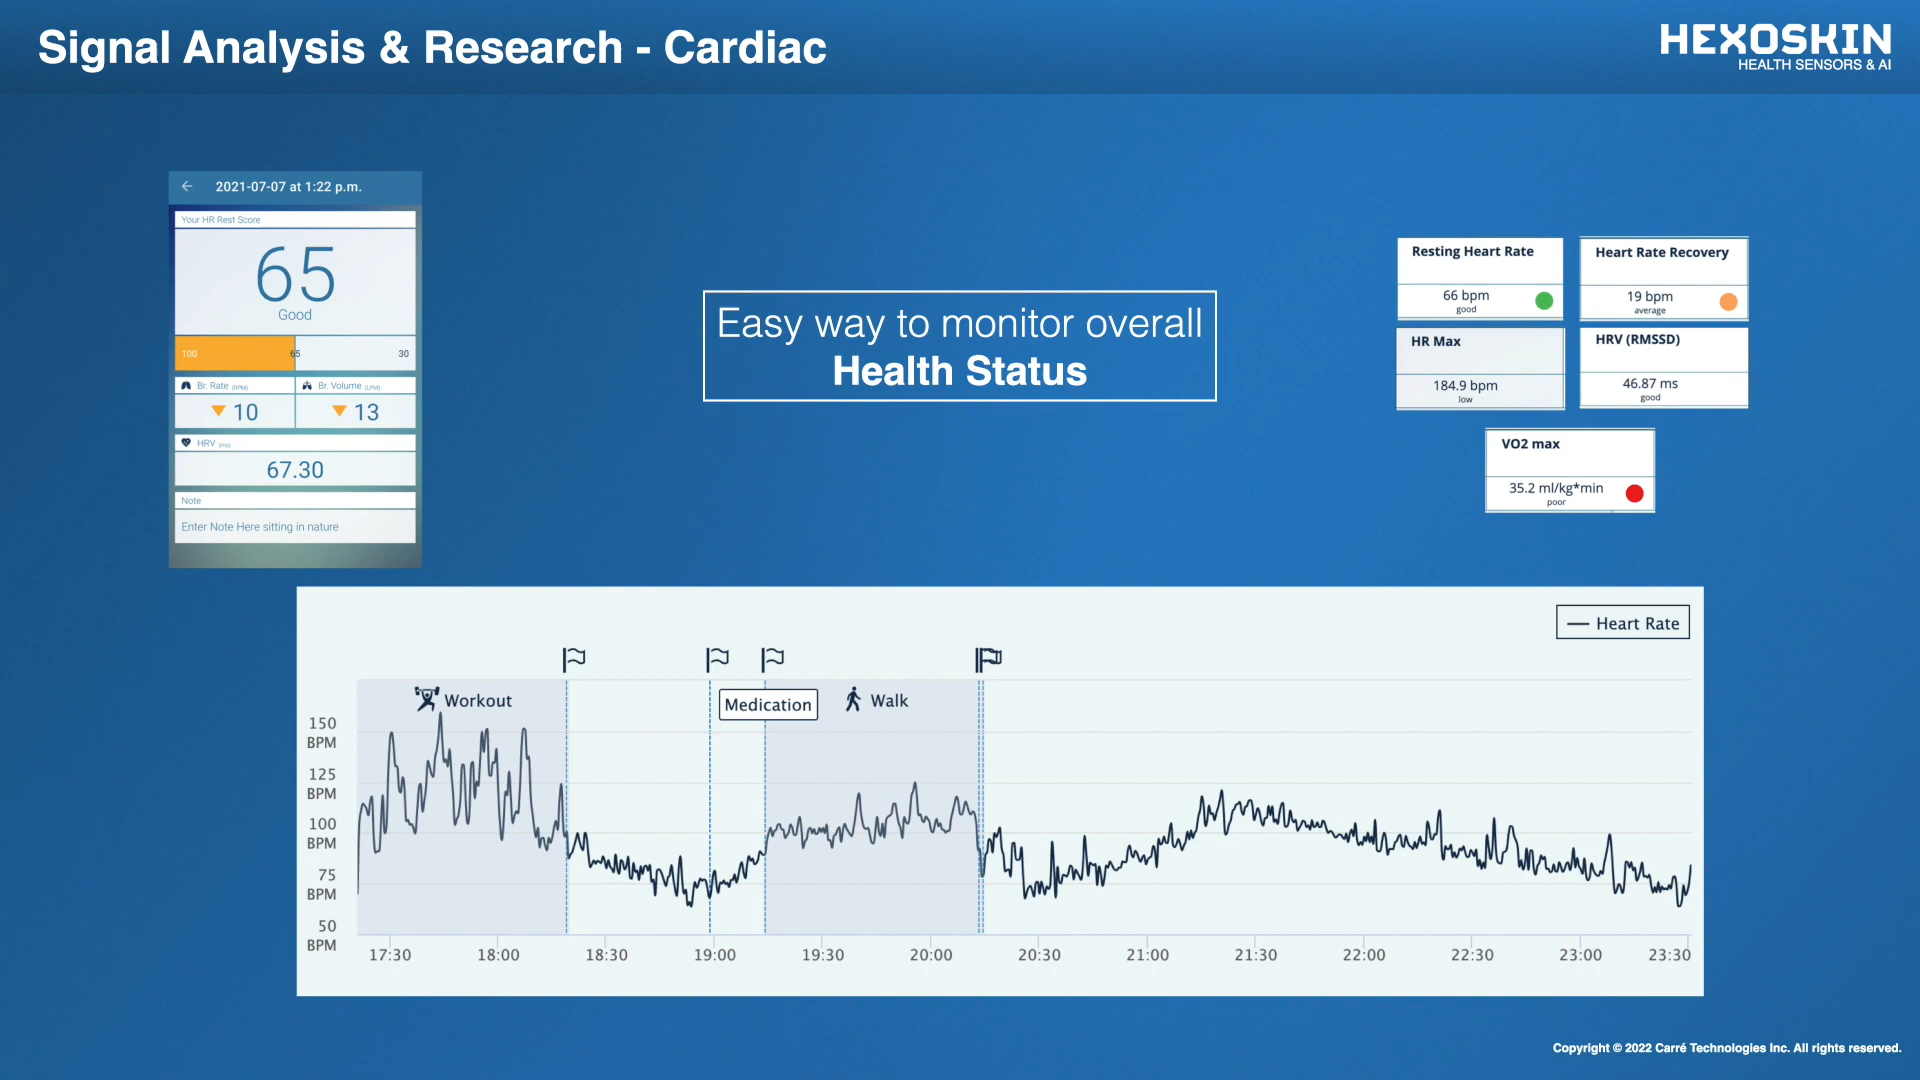 Signal Analysis & Research - Cardiac
HEXOSKIN
HEALTH SENSORS & AI
2021-07-07 at 1:22 p.m.
Your HR Rest Score
65
Good
100 65 30
Br. Rate (RPM) Br. Volume (LPM)
10 13
HRV (ms)
67.30
Note
Enter Note Here sitting in nature
Easy way to monitor overall
Health Status
Resting Heart Rate
66 bpm
good
Heart Rate Recovery
19 bpm
average
HR Max
184.9 bpm
low
HRV (RMSSD)
46.87 ms
good
VO2 max
35.2 ml/kg*min
poor
Heart Rate
Workout
Medication
Walk
150
BPM
125
BPM
100
BPM
75
BPM
50
BPM
17:30 18:00 18:30 19:00 19:30 20:00 20:30 21:00 21:30 22:00 22:30 23:00 23:30
Copyright © 2022 Carré Technologies Inc. All rights reserved.